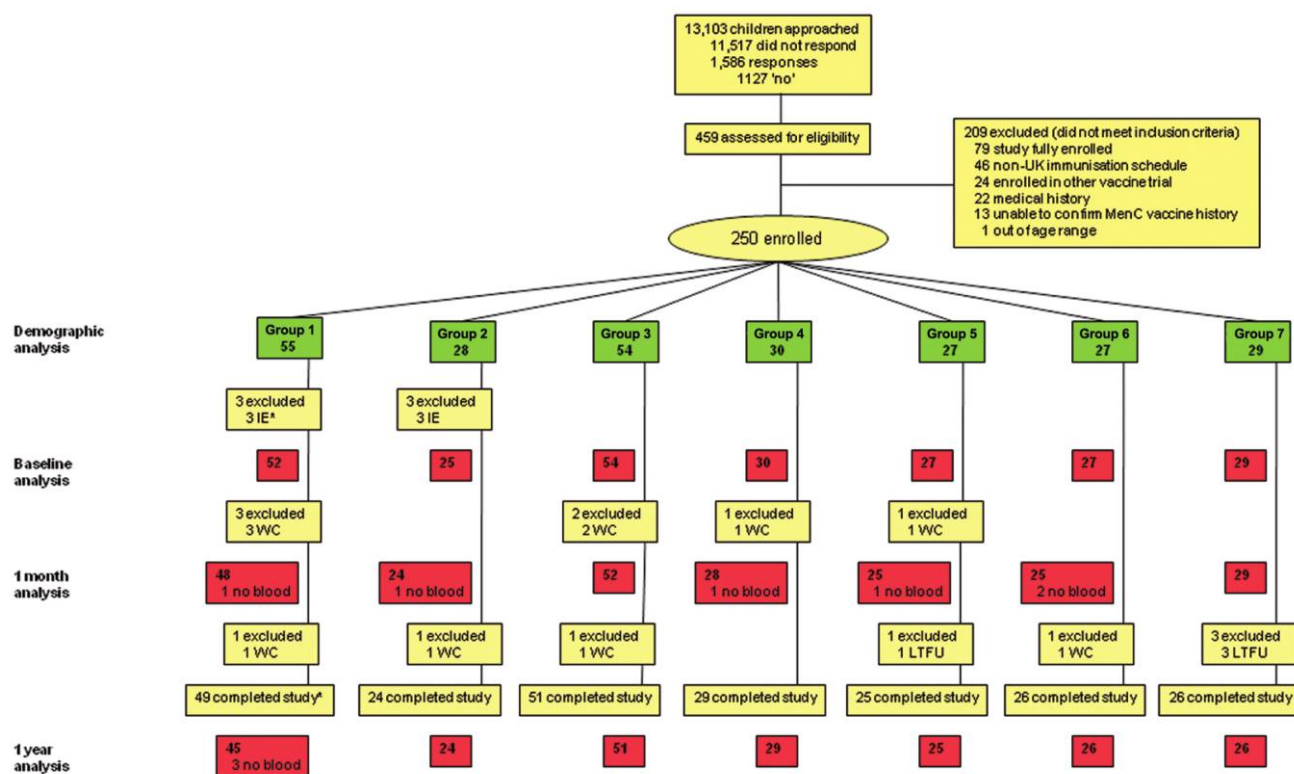 13,103 children approached
11,517 did not respond
1,586 responses
1127 'no'
459 assessed for eligibility
209 excluded (did not meet inclusion criteria)
79 study fully enrolled
46 non-UK immunisation schedule
24 enrolled in other vaccine trial
22 medical history
13 unable to confirm MenC vaccine history
1 out of age range
250 enrolled
Demographic
analysis
Group 1
55
Group 2
28
Group 3
54
Group 4
30
Group 5
27
Group 6
27
Group 7
29
3 excluded
3 IE*
3 excluded
3 IE
Baseline
analysis
52
25
54
30
27
27
29
3 excluded
3 WC
2 excluded
2 WC
1 excluded
1 WC
1 excluded
1 WC
1 month
analysis
48
1 no blood
24
1 no blood
52
28
1 no blood
25
1 no blood
25
2 no blood
29
1 excluded
1 WC
1 excluded
1 WC
1 excluded
1 WC
1 excluded
1 LTFU
1 excluded
1 WC
3 excluded
3 LTFU
49 completed study*
24 completed study
51 completed study
29 completed study
25 completed study
26 completed study
26 completed study
1 year
analysis
45
3 no blood
24
51
29
25
26
26